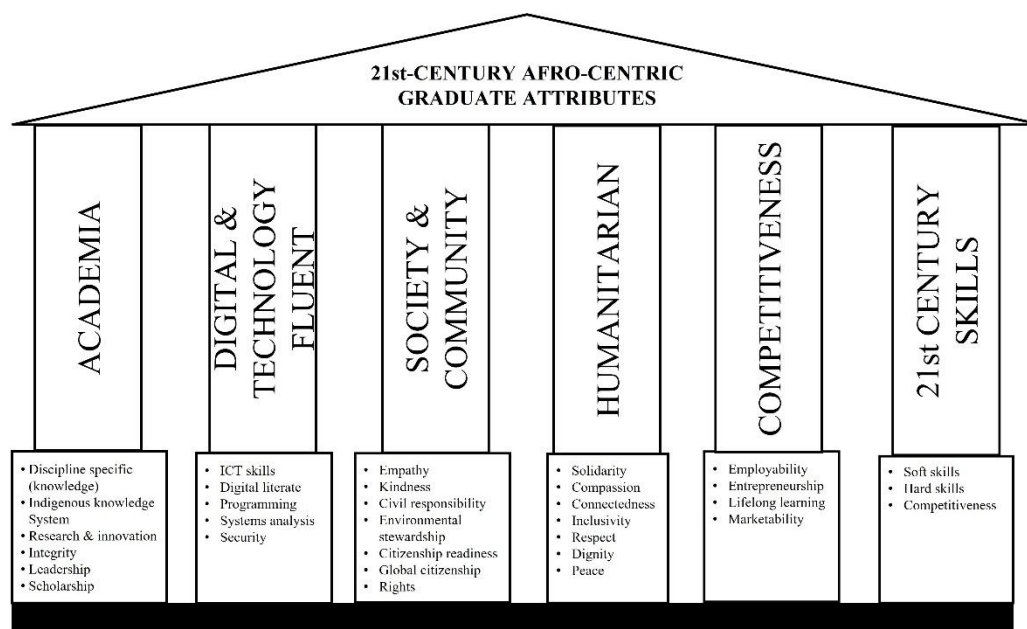 21st-CENTURY AFRO-CENTRIC
GRADUATE ATTRIBUTES
ACADEMIA
DIGITAL &
TECHNOLOGY
FLUENT
SOCIETY &
COMMUNITY
HUMANITARIAN
COMPETITIVENESS
21st CENTURY
SKILLS
• Discipline specific
(knowledge)
• Indigenous knowledge
System
• Research & innovation
• Integrity
• Leadership
• Scholarship
• ICT skills
• Digital literate
• Programming
• Systems analysis
• Security
• Empathy
• Kindness
• Civil responsibility
• Environmental
stewardship
• Citizenship readiness
• Global citizenship
• Rights
• Solidarity
• Compassion
• Connectedness
• Inclusivity
• Respect
• Dignity
• Peace
• Employability
• Entrepreneurship
• Lifelong learning
• Marketability
• Soft skills
• Hard skills
• Competitiveness